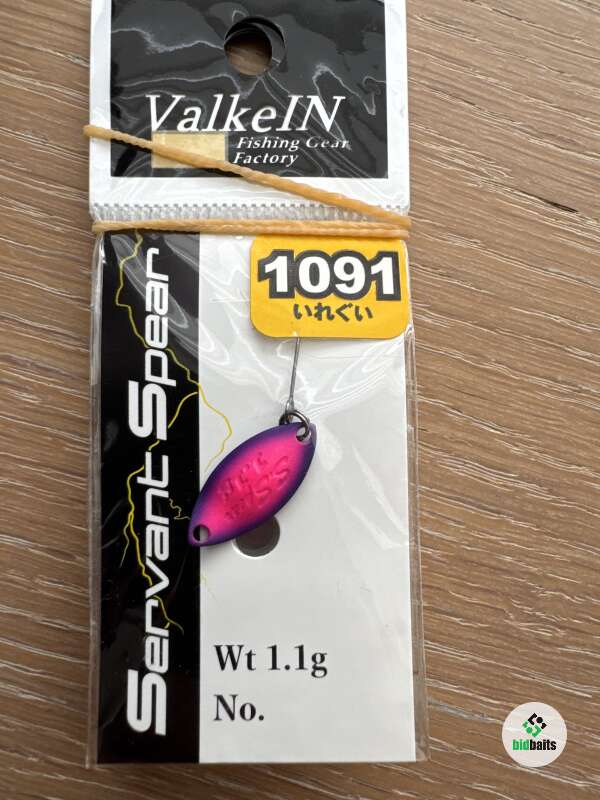 ValkeIN
Fishing Gear
Factory
1091
いれぐい
Servant Spear
Wt 1.1g
No.
bidbaits